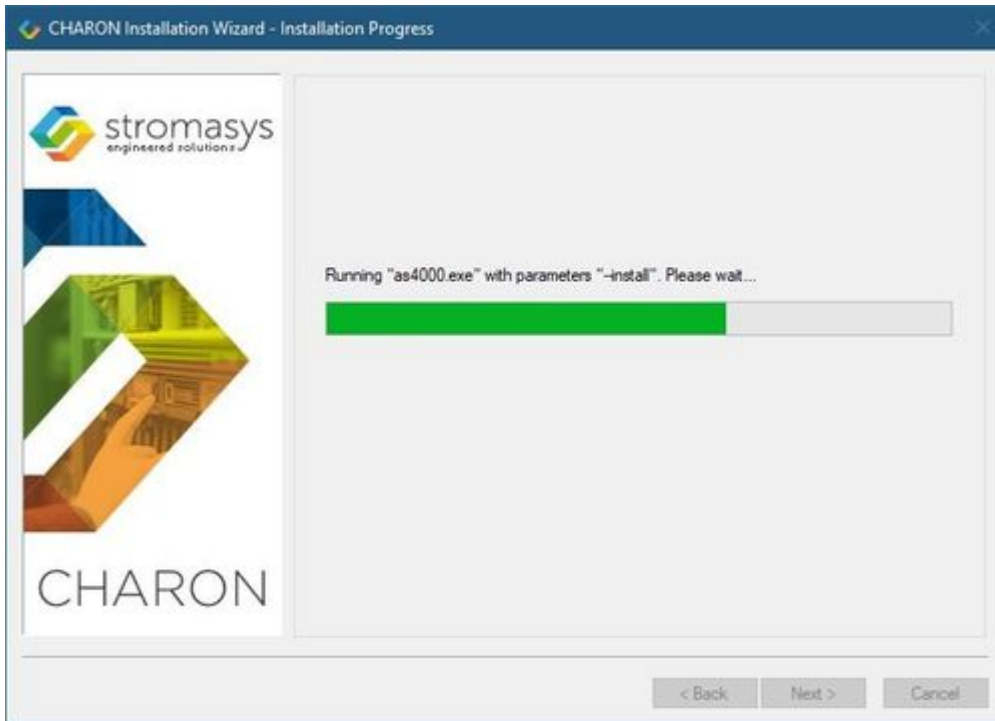 CHARON Installation Wizard - Installation Progress
stromasys
engineered solutions
Running "as4000.exe" with parameters "--install". Please wait...
CHARON
< Back
Next >
Cancel